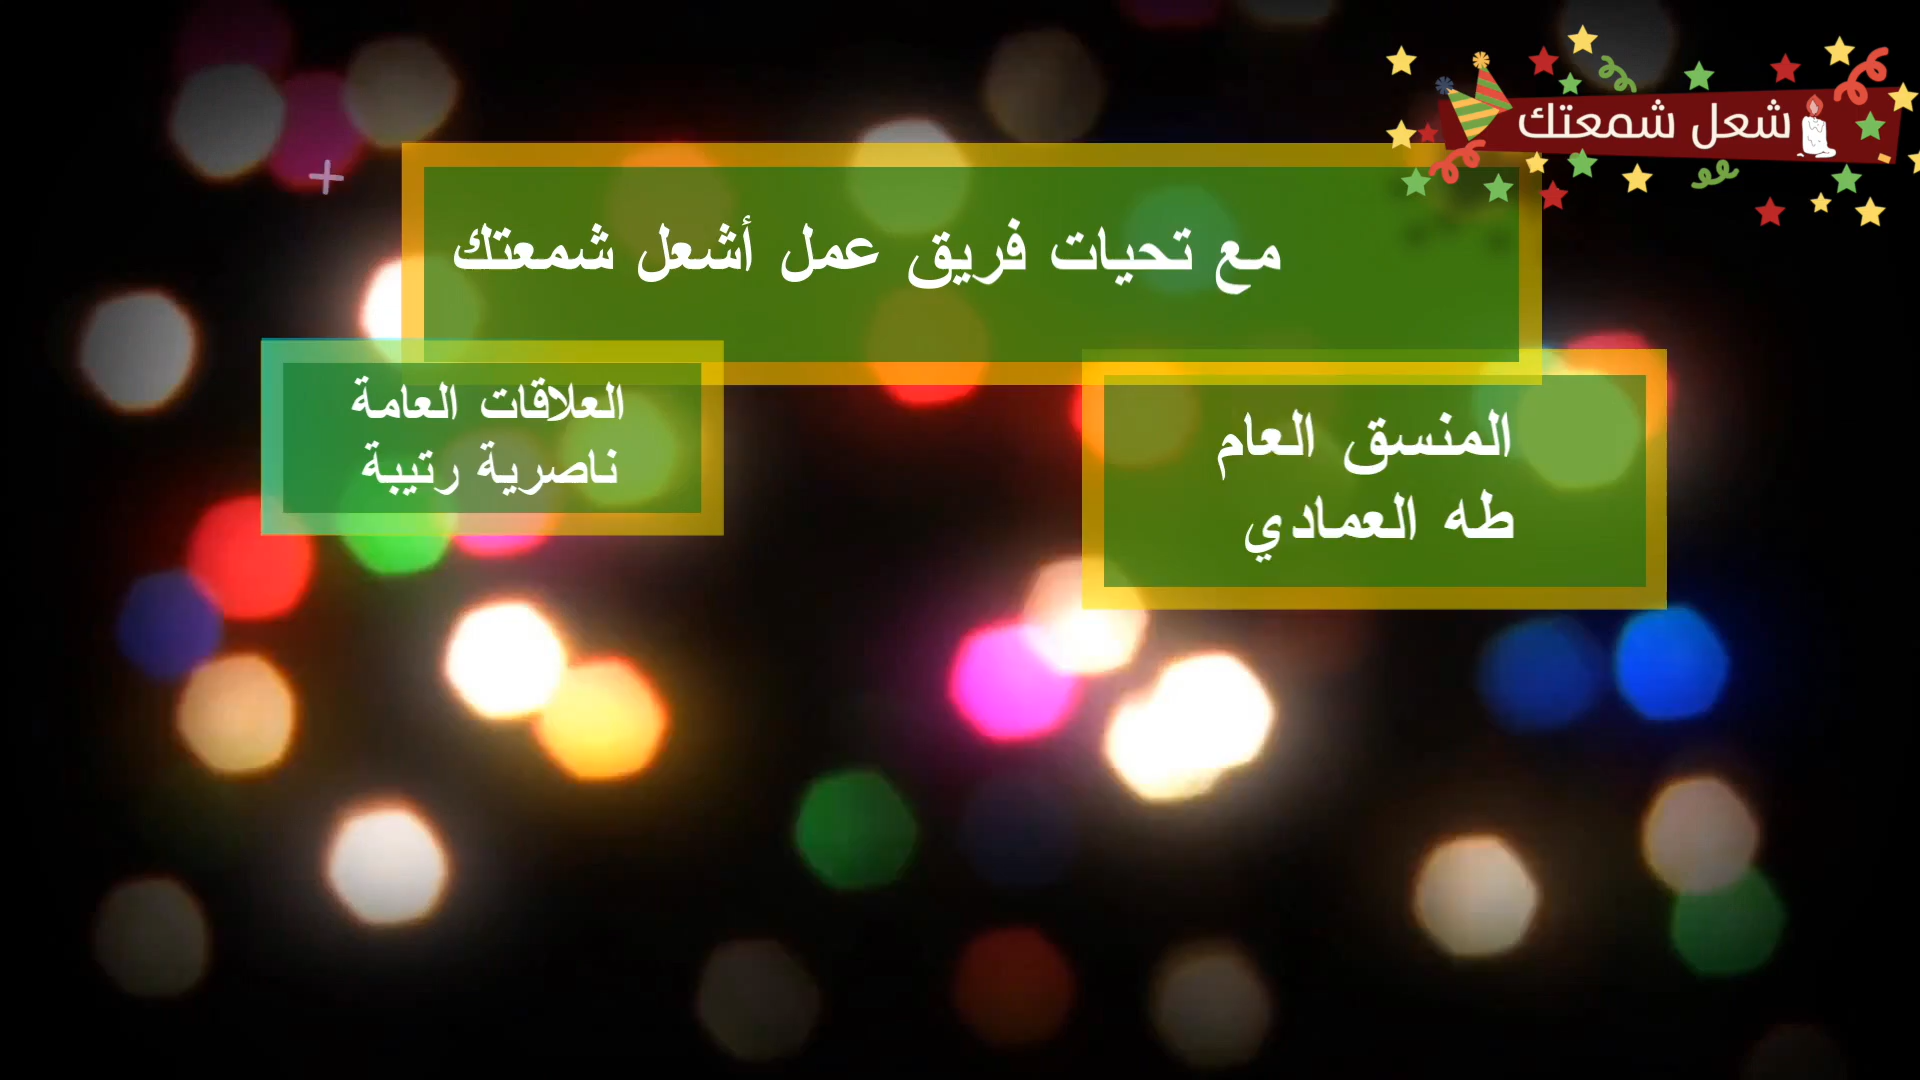 شعل شمعتك
مع تحيات فريق عمل أشعل شمعتك
المنسق العام
طه العمادي
العلاقات العامة
ناصرية رتيبة